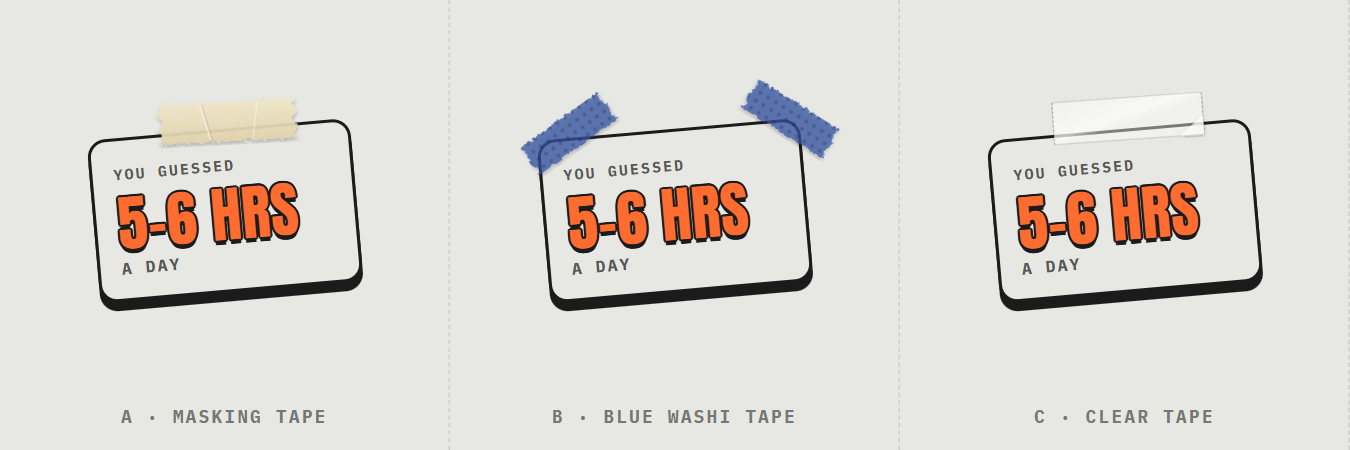 YOU GUESSED
5-6 HRS
A DAY
A · MASKING TAPE
YOU GUESSED
5-6 HRS
A DAY
B · BLUE WASHI TAPE
YOU GUESSED
5-6 HRS
A DAY
C · CLEAR TAPE